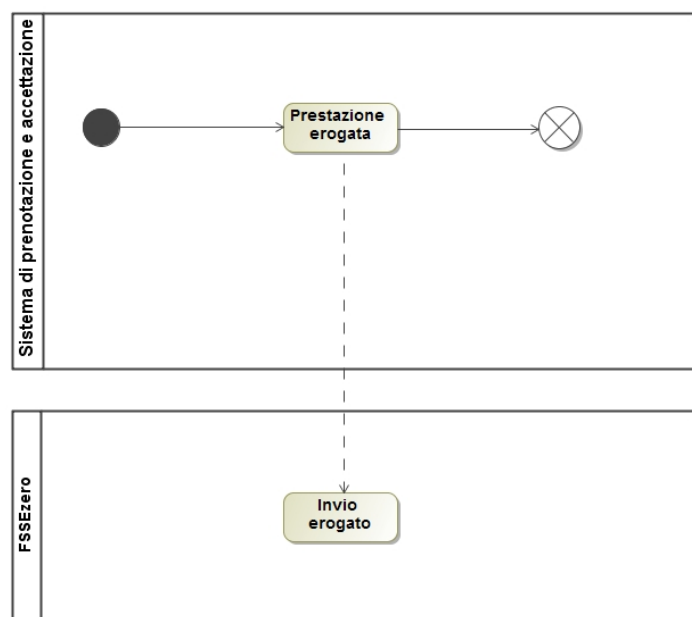 Sistema di prenotazione e accettazione
Prestazione
erogata
FSSEzero
Invio
erogato